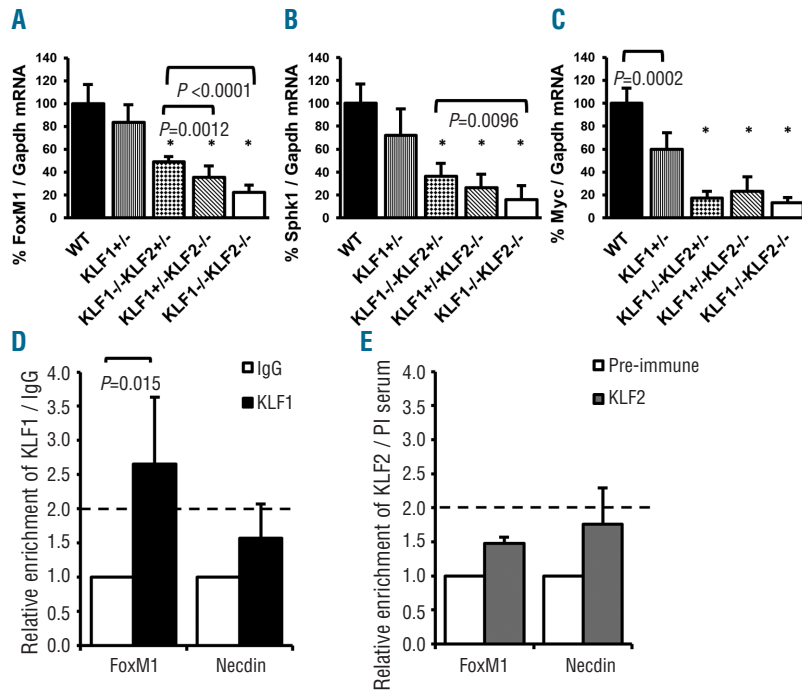 A
% FoxM1 / Gapdh mRNA
140
120
100
80
60
40
20
0
P <0.0001
P=0.0012
* * *
WT
KLF1+/-
KLF1-/-KLF2+/-
KLF1+/-KLF2-/-
KLF1-/-KLF2-/-
B
% Sphk1 / Gapdh mRNA
140
120
100
80
60
40
20
0
P=0.0096
* * *
WT
KLF1+/-
KLF1-/-KLF2+/-
KLF1+/-KLF2-/-
KLF1-/-KLF2-/-
C
% Myc / Gapdh mRNA
140
120
100
80
60
40
20
0
P=0.0002
* * *
WT
KLF1+/-
KLF1-/-KLF2+/-
KLF1+/-KLF2-/-
KLF1-/-KLF2-/-
D
Relative enrichment of KLF1 / IgG
4.0
3.5
3.0
2.5
2.0
1.5
1.0
0.5
0.0
P=0.015
IgG
KLF1
FoxM1
Necdin
E
Relative enrichment of KLF2 / PI serum
4.0
3.5
3.0
2.5
2.0
1.5
1.0
0.5
0.0
Pre-immune
KLF2
FoxM1
Necdin